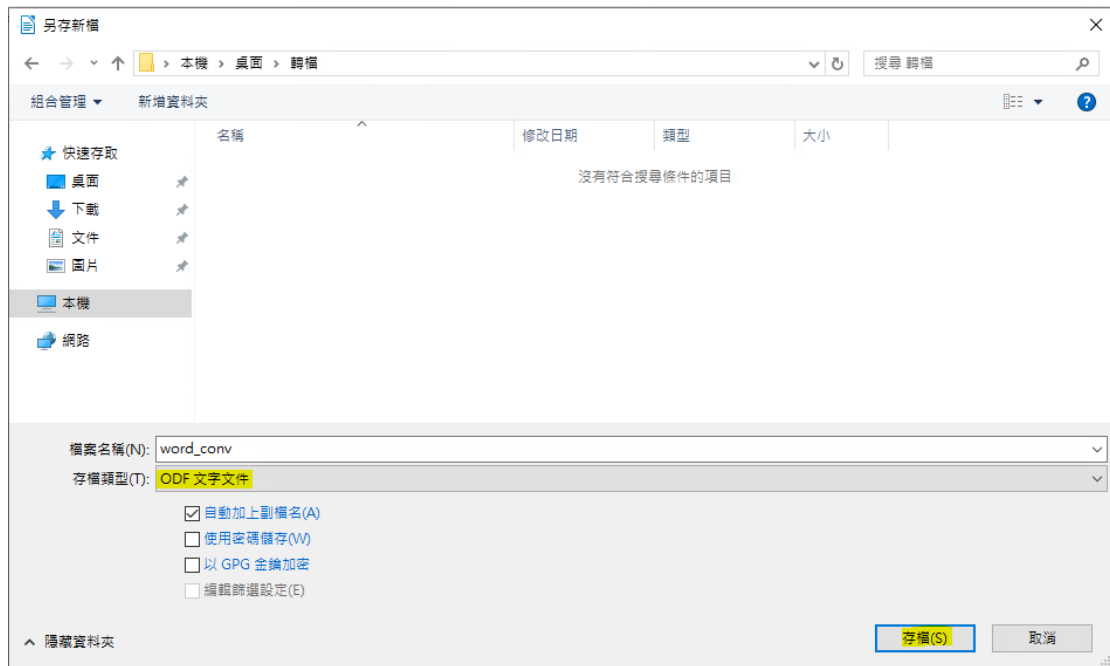 另存新檔
本機 › 桌面 › 轉檔
搜尋 轉檔
組合管理 新增資料夾
名稱 修改日期 類型 大小
沒有符合搜尋條件的項目
快速存取
桌面
下載
文件
圖片
本機
網路
檔案名稱(N): word_conv
存檔類型(T): ODF 文字文件
自動加上副檔名(A)
使用密碼儲存(W)
以 GPG 金鑰加密
編輯篩選設定(E)
隱藏資料夾 存檔(S) 取消